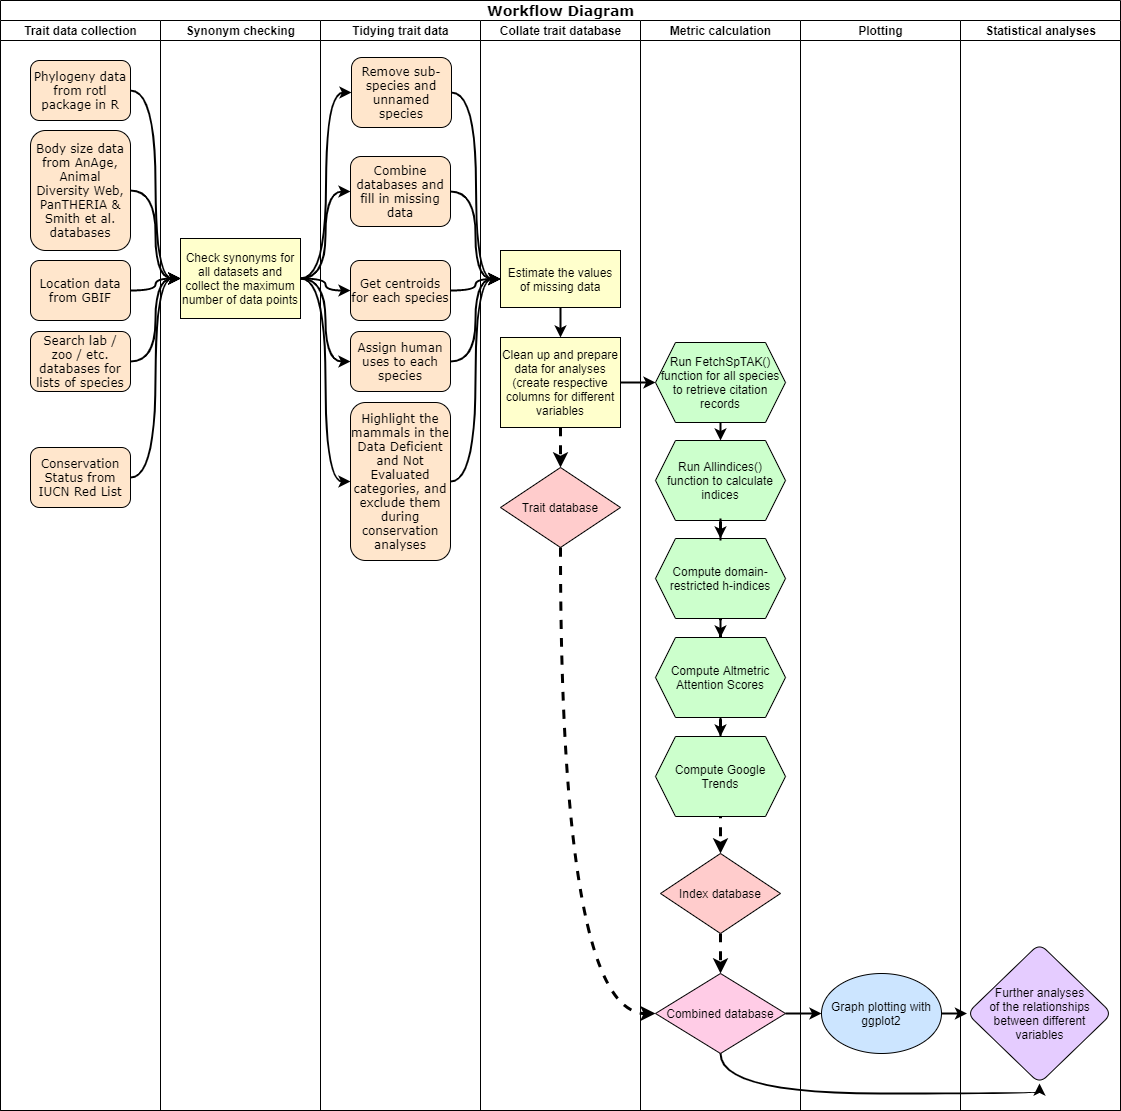 Workflow Diagram
Trait data collection
Synonym checking
Tidying trait data
Collate trait database
Metric calculation
Plotting
Statistical analyses
Phylogeny data
from rotl
package in R
Body size data
from AnAge,
Animal
Diversity Web,
PanTHERIA &
Smith et al.
databases
Location data
from GBIF
Search lab /
zoo / etc.
databases for
lists of species
Conservation
Status from
IUCN Red List
Check synonyms for
all datasets and
collect the maximum
number of data points
Remove sub-
species and
unnamed
species
Combine
databases and
fill in missing
data
Get centroids
for each species
Assign human
uses to each
species
Highlight the
mammals in the
Data Deficient
and Not
Evaluated
categories, and
exclude them
during
conservation
analyses
Estimate the values
of missing data
Clean up and prepare
data for analyses
(create respective
columns for different
variables
Trait database
Run FetchSpTAK()
function for all species
to retrieve citation
records
Run Allindices()
function to calculate
indices
Compute domain-
restricted h-indices
Compute Altmetric
Attention Scores
Compute Google
Trends
Index database
Combined database
Graph plotting with
ggplot2
Further analyses
of the relationships
between different
variables